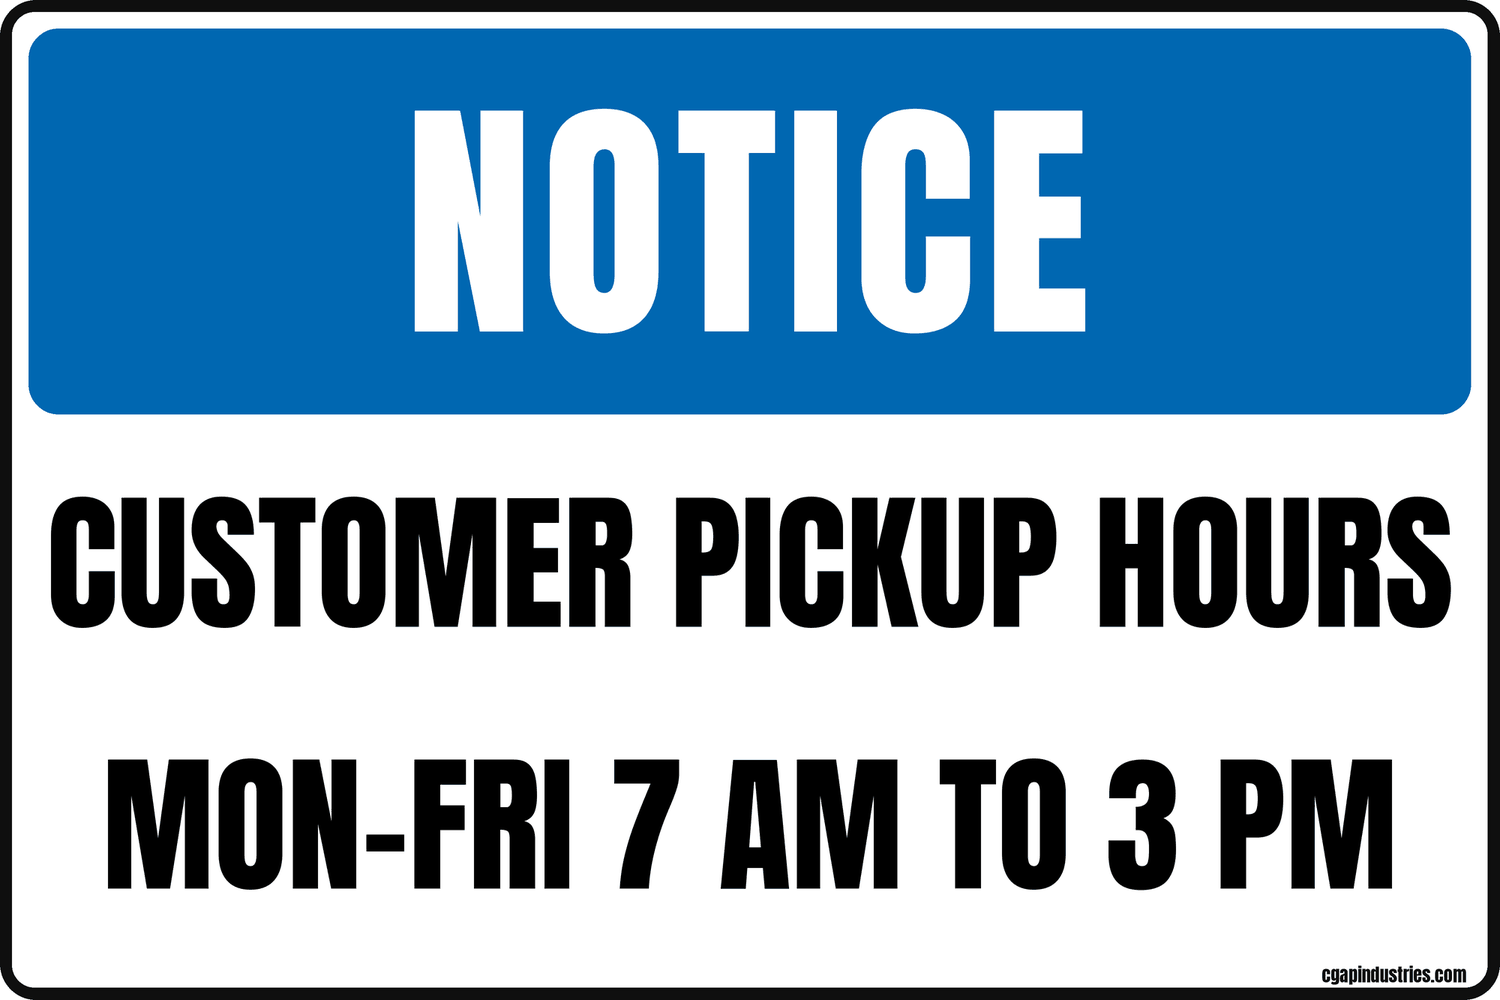 NOTICE
CUSTOMER PICKUP HOURS
MON-FRI 7 AM TO 3 PM
cgapindustries.com